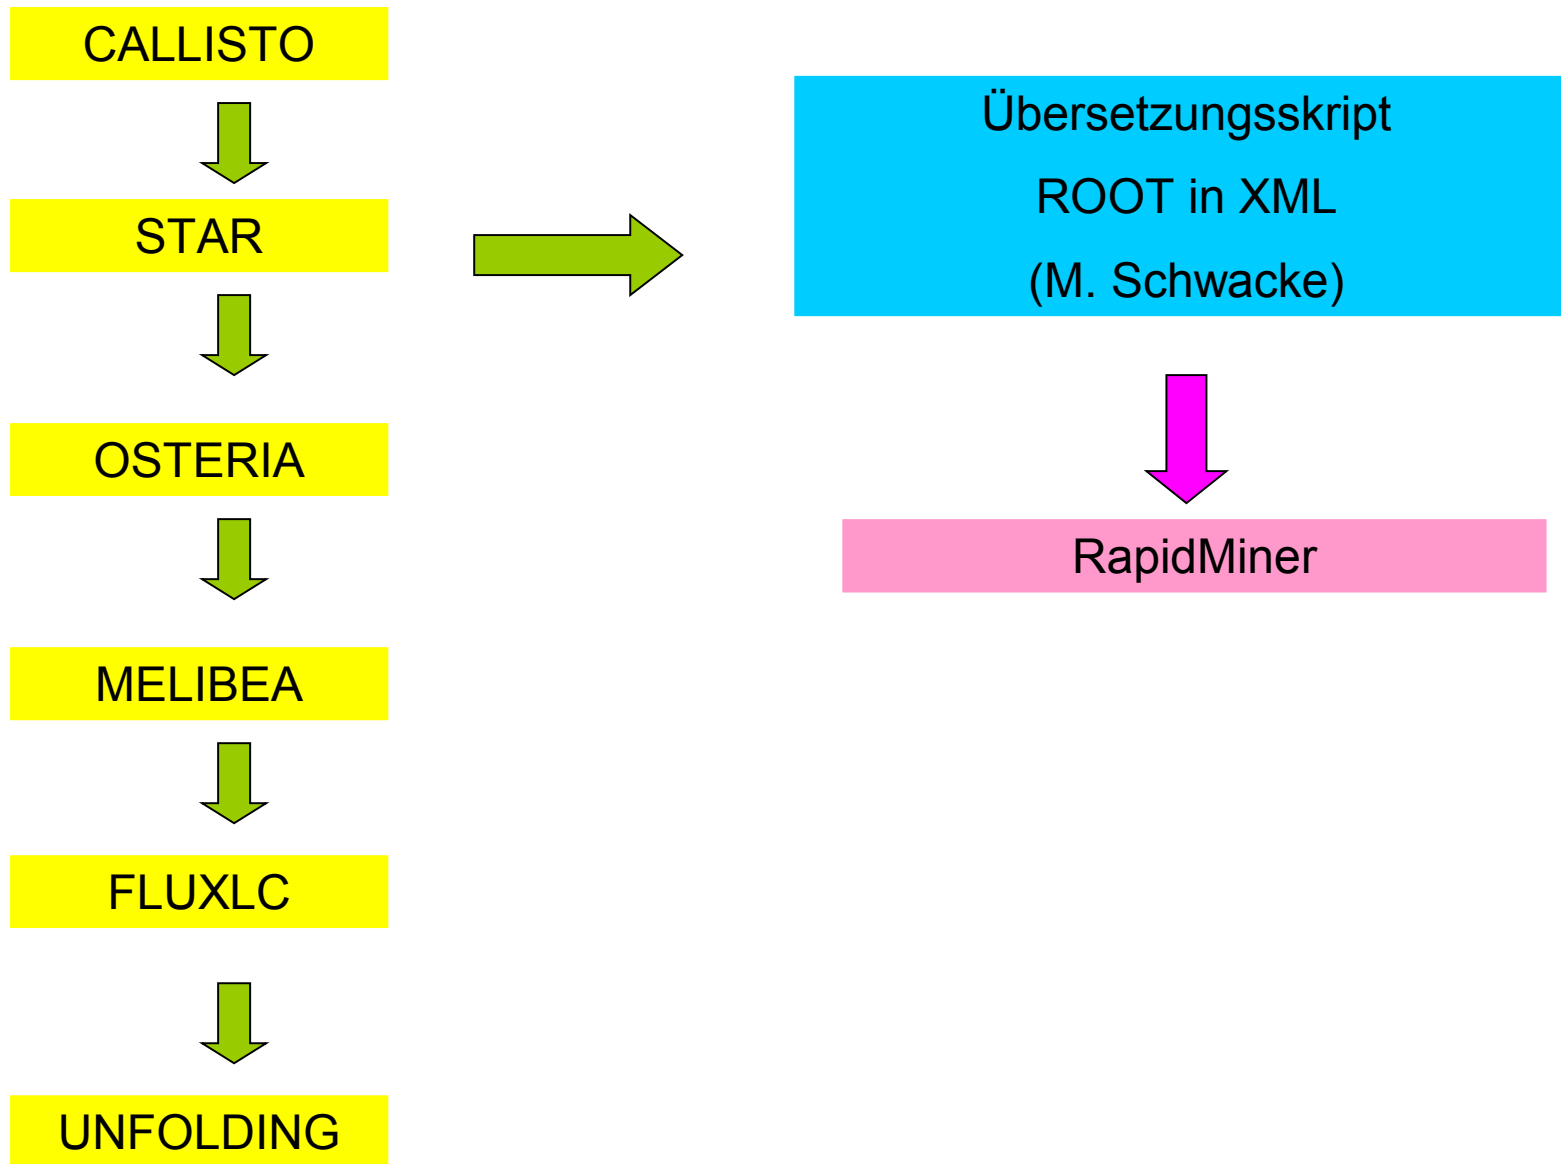 CALLISTO
STAR
OSTERIA
MELIBEA
FLUXLC
UNFOLDING
Übersetzungsskript
ROOT in XML
(M. Schwacke)
RapidMiner